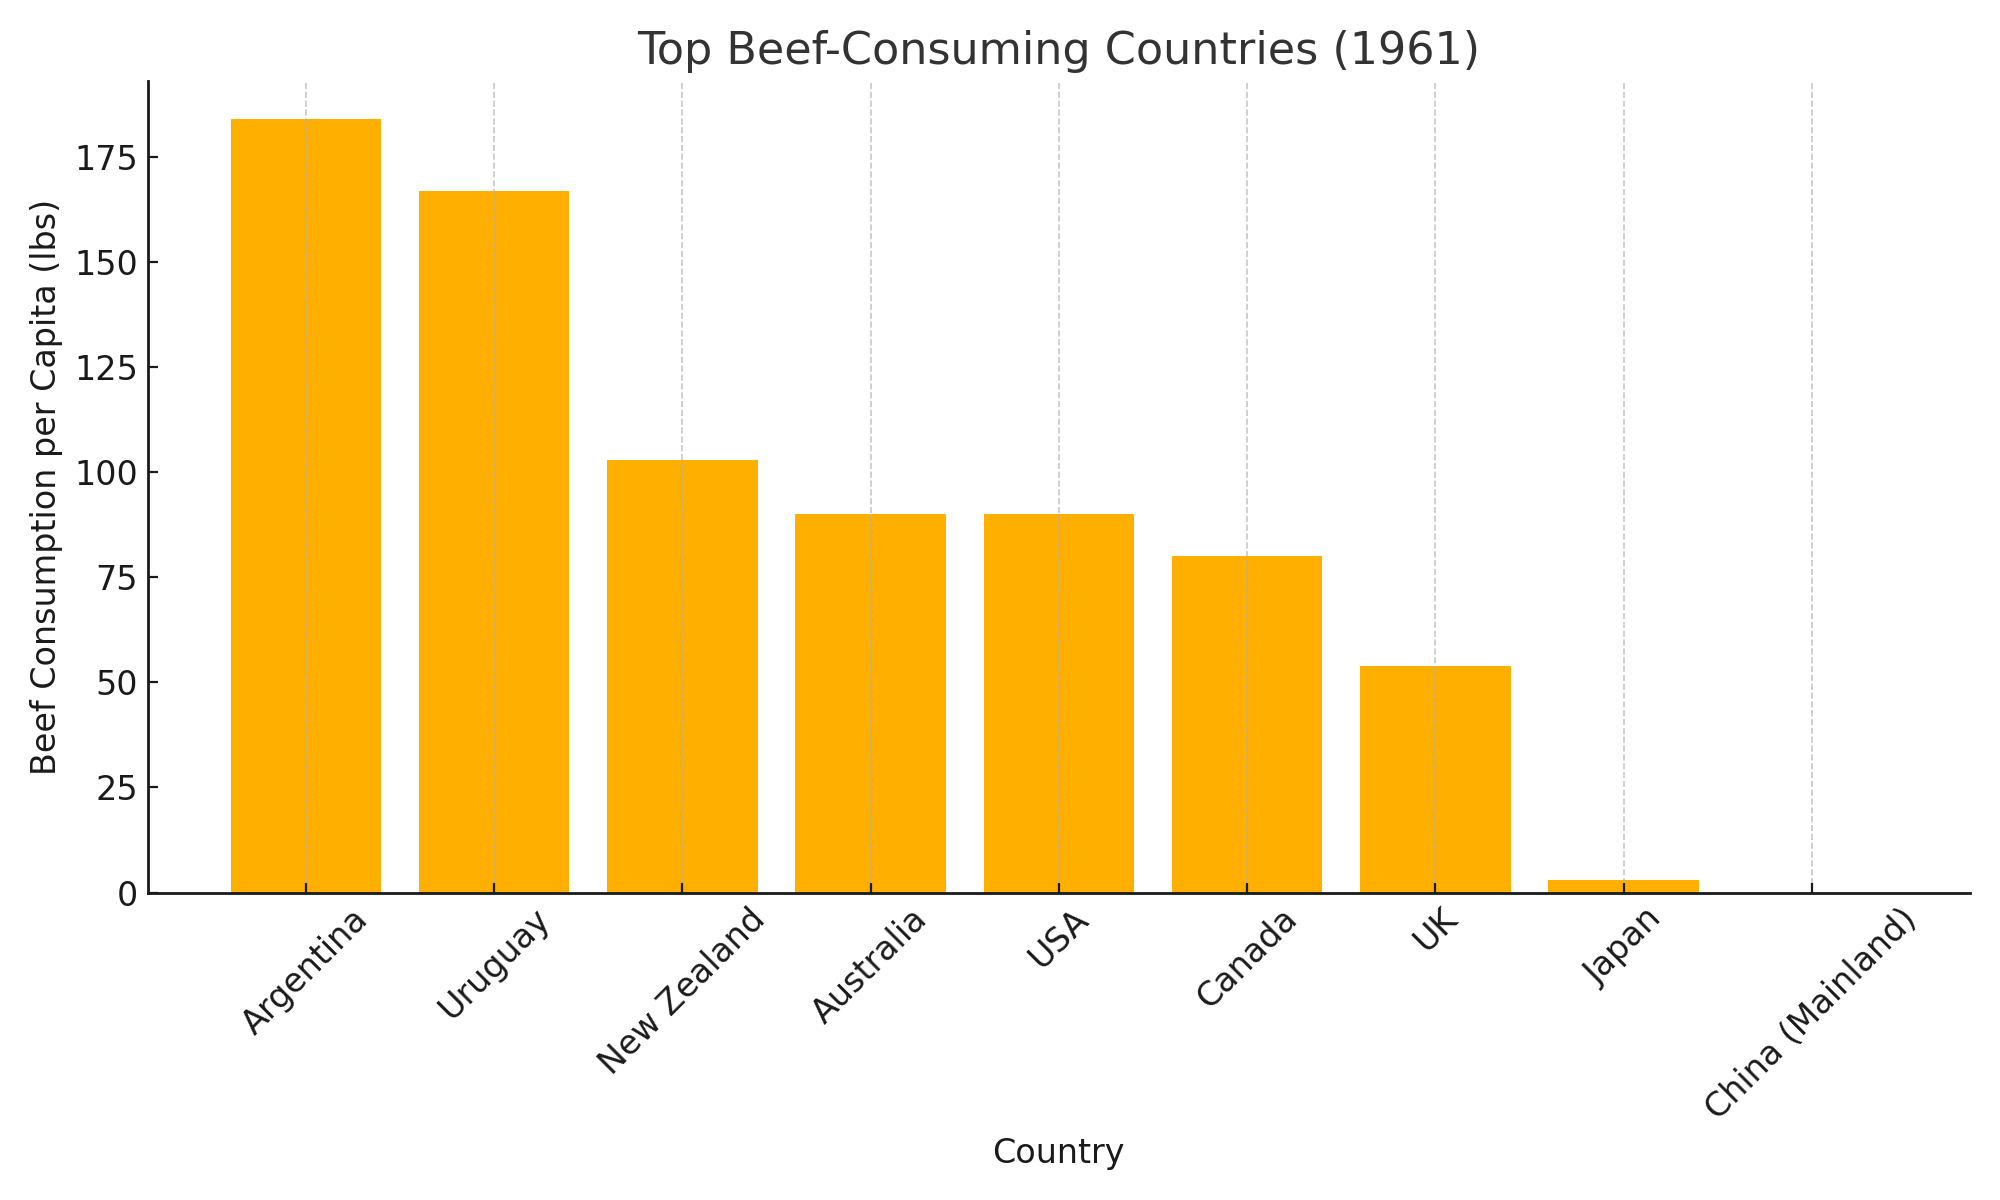 Top Beef-Consuming Countries (1961)
Beef Consumption per Capita (lbs)
175
150
125
100
75
50
25
0
Argentina
Uruguay
New Zealand
Australia
USA
Canada
UK
Japan
China (Mainland)
Country